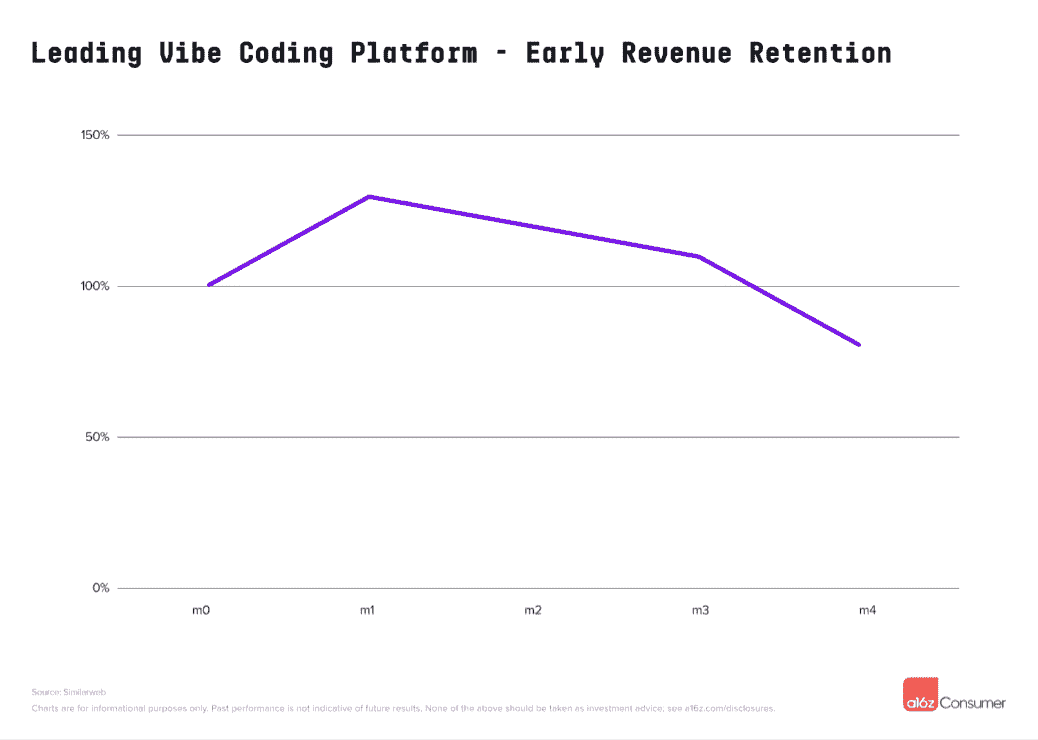 Leading Vibe Coding Platform - Early Revenue Retention
150%
100%
50%
0%
m0 m1 m2 m3 m4
Source: Similarweb
Charts are for informational purposes only. Past performance is not indicative of future results. None of the above should be taken as investment advice; see a16z.com/disclosures.
a16z Consumer